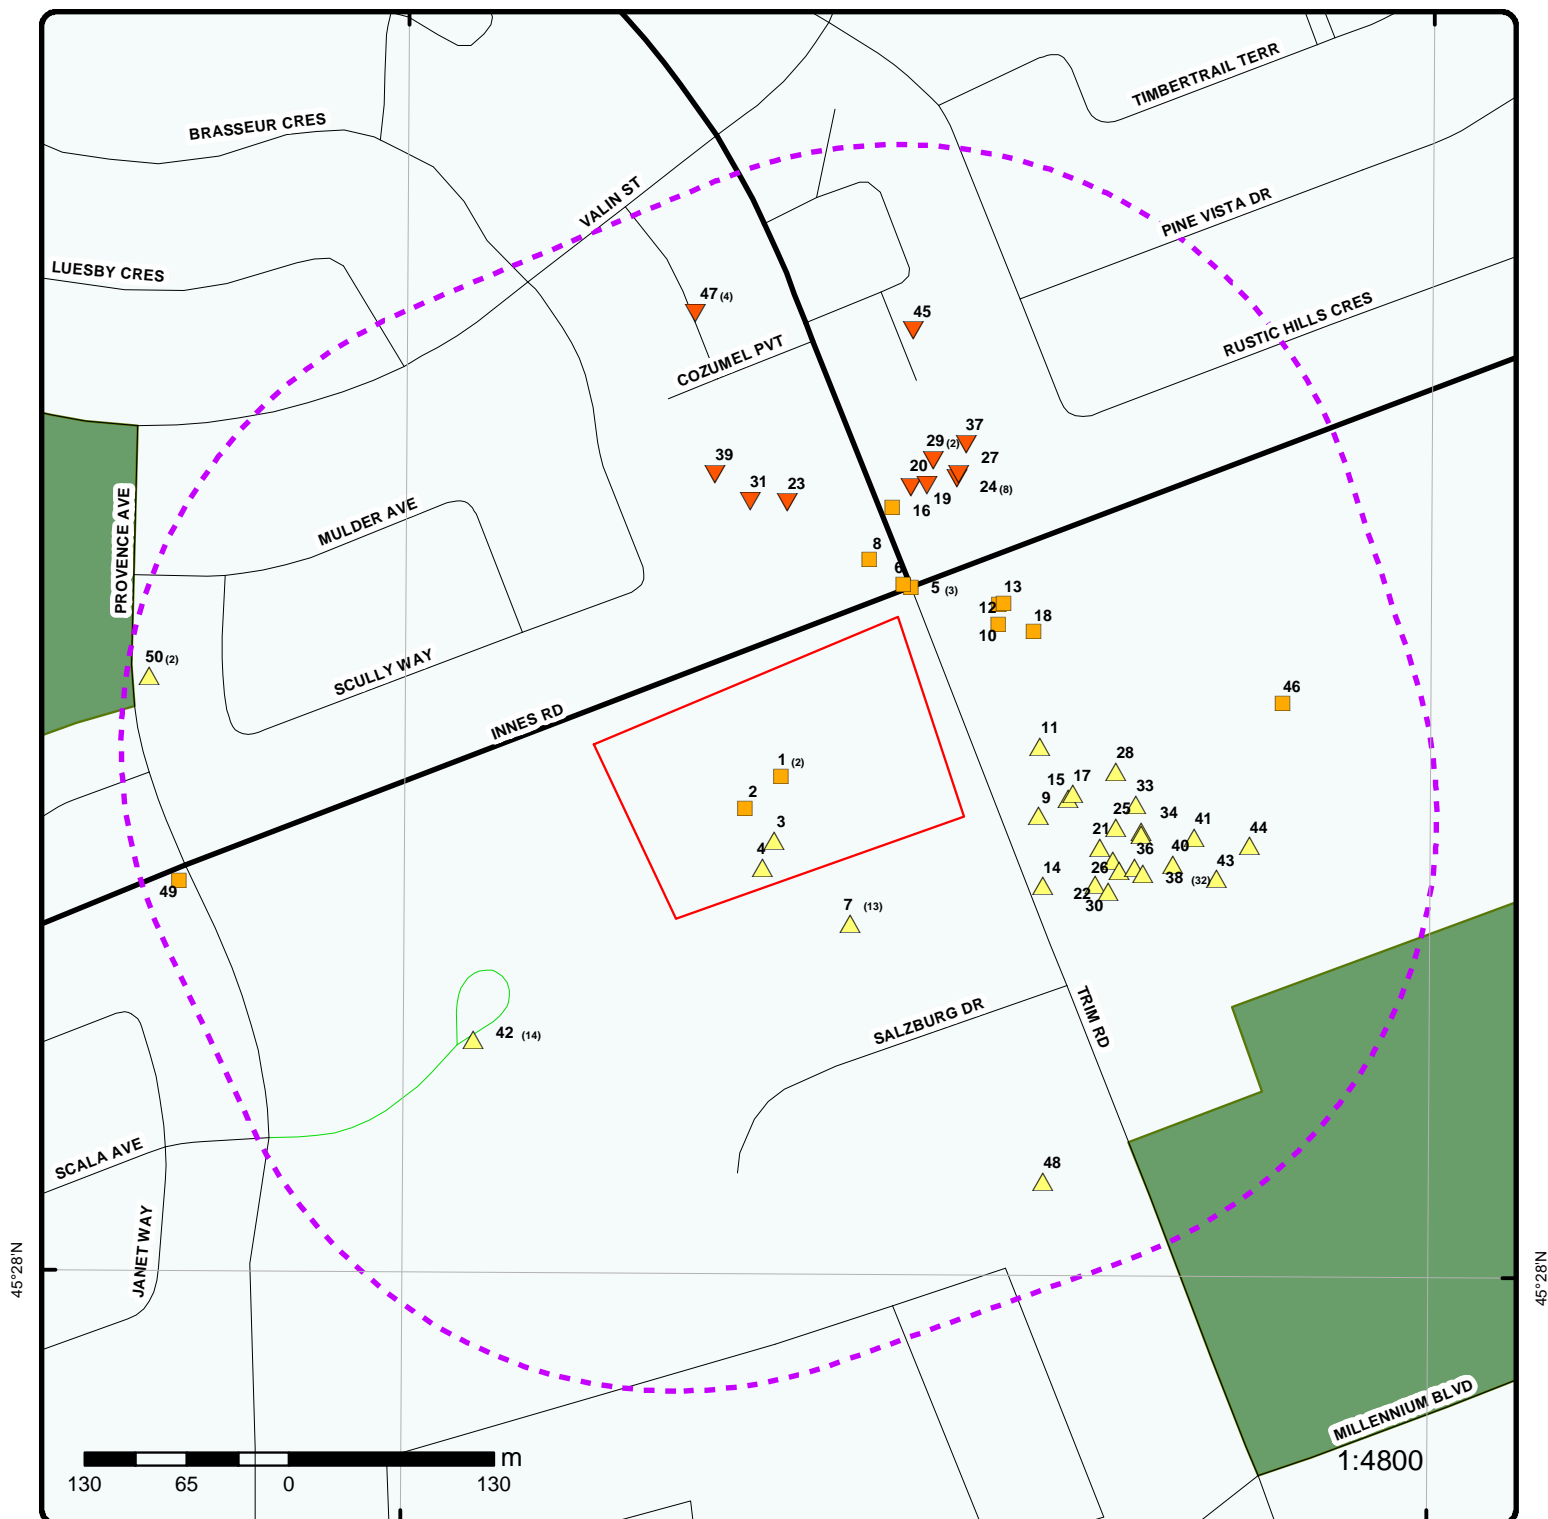 TIMBERTRAIL TERR
BRASSEUR CRES
VALIN ST
PINE VISTA DR
LUESBY CRES
47 (4)
45
RUSTIC HILLS CRES
COZUMEL PVT
37
29 (2)
39
27
20
31
23
24 (8)
19
16
PROVENCE AVE
MULDER AVE
8
6
5 (3)
13
12
18
10
50 (2)
SCULLY WAY
46
INNES RD
11
28
1 (2)
15
17
33
2
9
25
34
41
44
21
3
4
36
40
14
26
43
49
22
38 (32)
30
7 (13)
SALZBURG DR
TRIM RD
42 (14)
SCALA AVE
48
JANET WAY
45°28'N
45°28'N
MILLENNIUM BLVD
m
1:4800
130
65
0
130